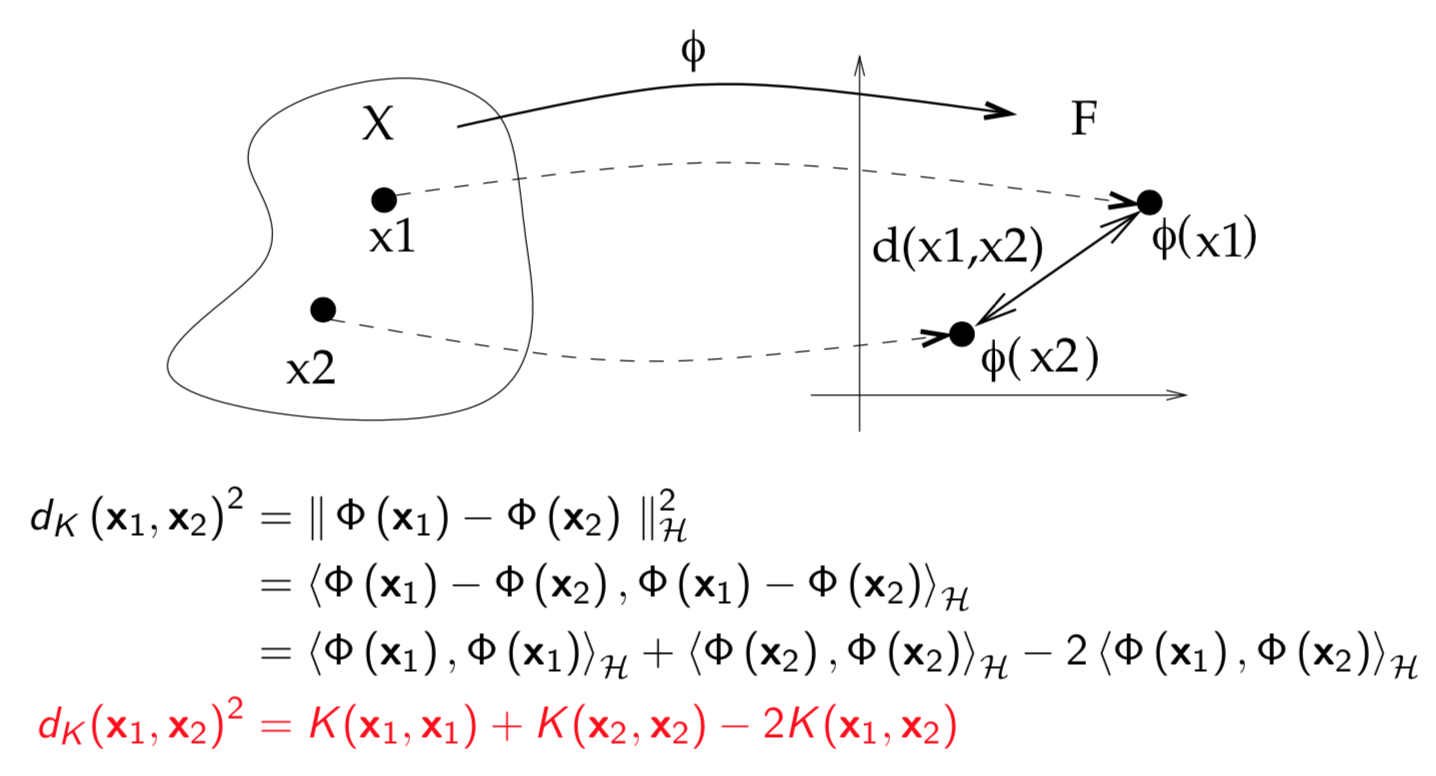 ϕ
X
F
x1
d(x1,x2)
ϕ(x1)
x2
ϕ(x2)
d_K (x₁, x₂)² = ‖ Φ (x₁) − Φ (x₂) ‖²_ℋ
= ⟨Φ (x₁) − Φ (x₂) , Φ (x₁) − Φ (x₂)⟩_ℋ
= ⟨Φ (x₁) , Φ (x₁)⟩_ℋ + ⟨Φ (x₂) , Φ (x₂)⟩_ℋ − 2 ⟨Φ (x₁) , Φ (x₂)⟩_ℋ
d_K(x₁, x₂)² = K(x₁, x₁) + K(x₂, x₂) − 2K(x₁, x₂)